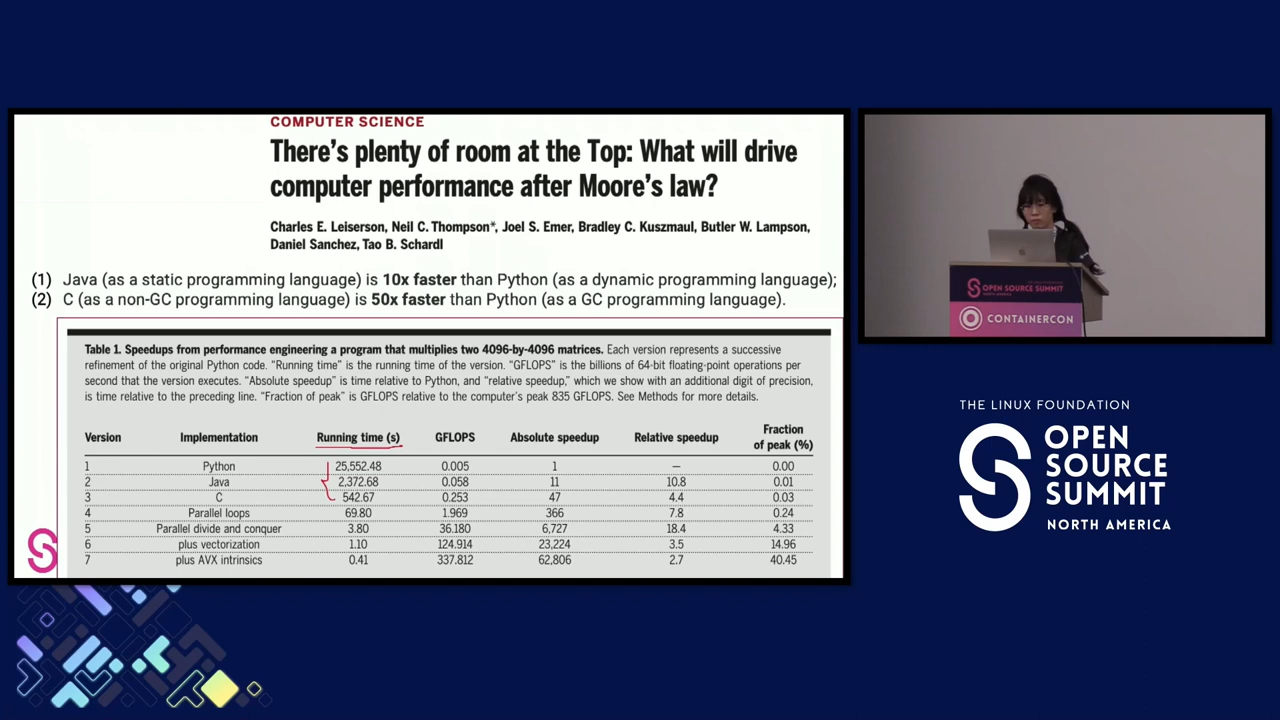 COMPUTER SCIENCE
There's plenty of room at the Top: What will drive
computer performance after Moore's law?
Charles E. Leiserson, Neil C. Thompson*, Joel S. Emer, Bradley C. Kuszmaul, Butler W. Lampson,
Daniel Sanchez, Tao B. Schardl
(1) Java (as a static programming language) is 10x faster than Python (as a dynamic programming language);
(2) C (as a non-GC programming language) is 50x faster than Python (as a GC programming language).
Table 1. Speedups from performance engineering a program that multiplies two 4096-by-4096 matrices. Each version represents a successive
refinement of the original Python code. "Running time" is the running time of the version. "GFLOPS" is the billions of 64-bit floating-point operations per
second that the version executes. "Absolute speedup" is time relative to Python, and "relative speedup," which we show with an additional digit of precision,
is time relative to the preceding line. "Fraction of peak" is GFLOPS relative to the computer's peak 835 GFLOPS. See Methods for more details.
Version Implementation Running time (s) GFLOPS Absolute speedup Relative speedup Fraction of peak (%)
1 Python 25,552.48 0.005 1 — 0.00
2 Java 2,372.68 0.058 11 10.8 0.01
3 C 542.67 0.253 47 4.4 0.03
4 Parallel loops 69.80 1.969 366 7.8 0.24
5 Parallel divide and conquer 3.80 36.180 6,727 18.4 4.33
6 plus vectorization 1.10 124.914 23,224 3.5 14.96
7 plus AVX intrinsics 0.41 337.812 62,806 2.7 40.45
OPEN SOURCE SUMMIT
NORTH AMERICA
CONTAINERCON
THE LINUX FOUNDATION
OPEN
SOURCE
SUMMIT
NORTH AMERICA